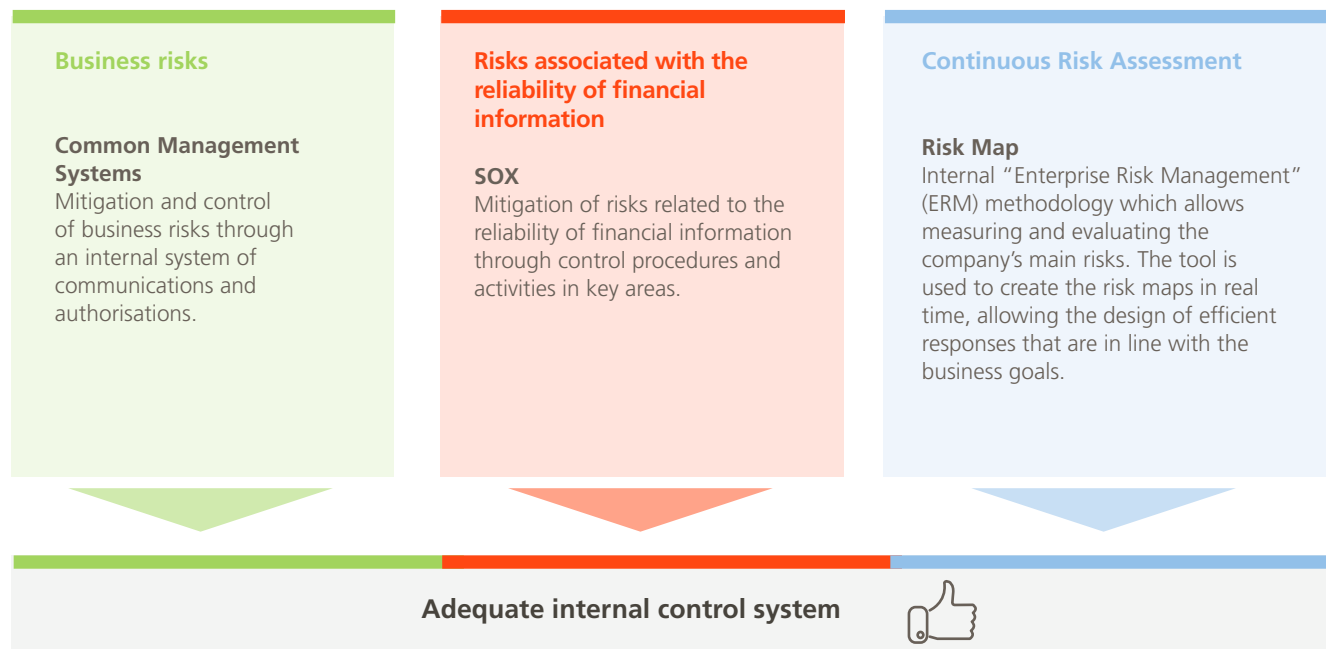 Business risks
Common Management
Systems
Mitigation and control
of business risks through
an internal system of
communications and
authorisations.
Risks associated with the
reliability of financial
information
SOX
Mitigation of risks related to the
reliability of financial information
through control procedures and
activities in key areas.
Continuous Risk Assessment
Risk Map
Internal “Enterprise Risk Management”
(ERM) methodology which allows
measuring and evaluating the
company’s main risks. The tool is
used to create the risk maps in real
time, allowing the design of efficient
responses that are in line with the
business goals.
Adequate internal control system